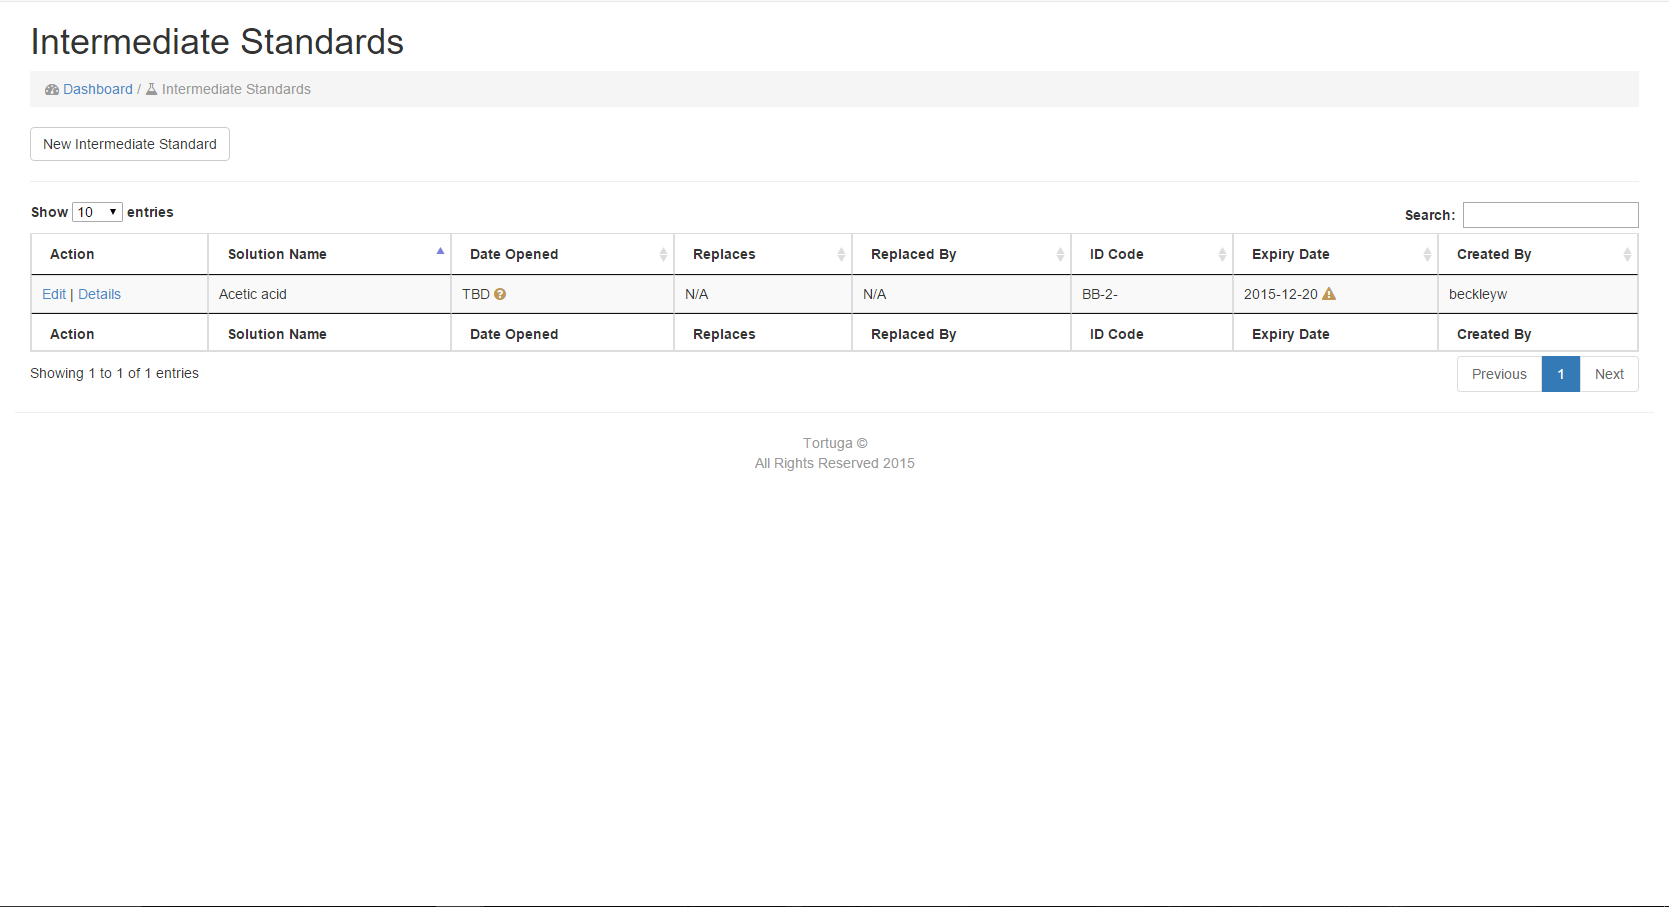 Intermediate Standards
Dashboard / Intermediate Standards
New Intermediate Standard
Show 10 entries
Search:
Action Solution Name Date Opened Replaces Replaced By ID Code Expiry Date Created By
Edit | Details Acetic acid TBD N/A N/A BB-2- 2015-12-20 beckleyw
Action Solution Name Date Opened Replaces Replaced By ID Code Expiry Date Created By
Showing 1 to 1 of 1 entries
Previous 1 Next
Tortuga ©
All Rights Reserved 2015